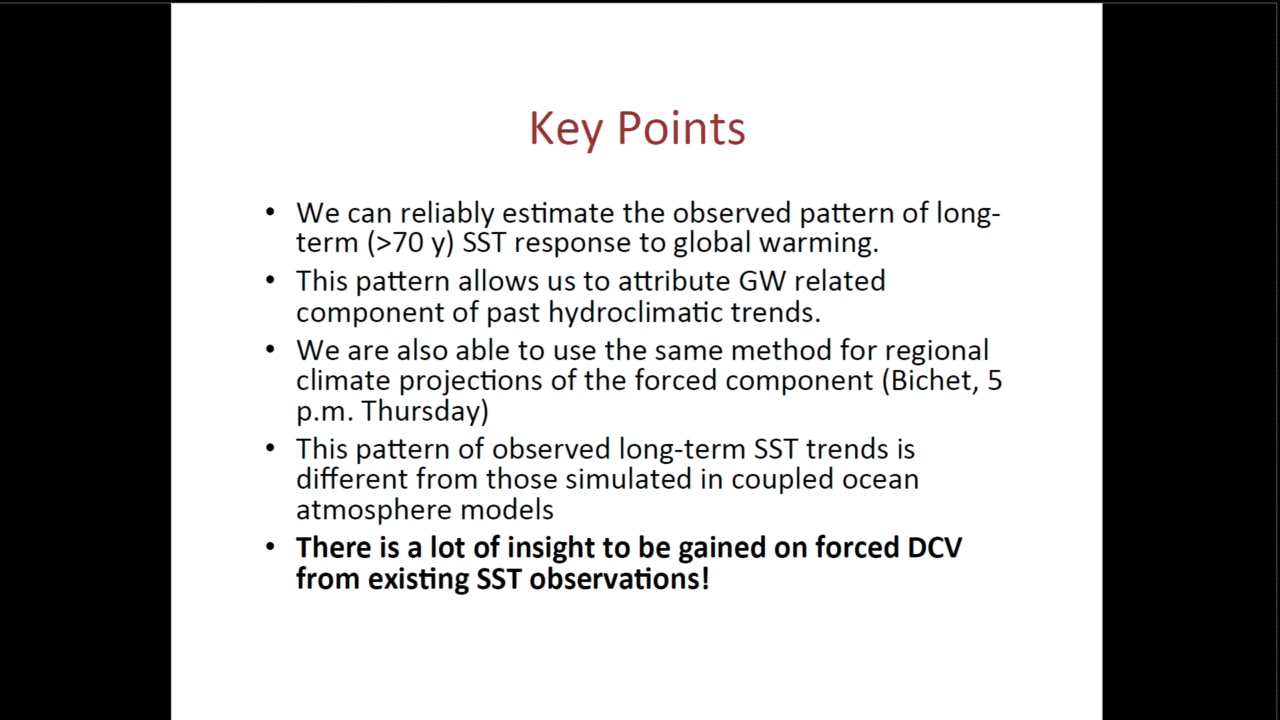 Key Points
• We can reliably estimate the observed pattern of long-
term (>70 y) SST response to global warming.
• This pattern allows us to attribute GW related
component of past hydroclimatic trends.
• We are also able to use the same method for regional
climate projections of the forced component (Bichet, 5
p.m. Thursday)
• This pattern of observed long-term SST trends is
different from those simulated in coupled ocean
atmosphere models
• There is a lot of insight to be gained on forced DCV
from existing SST observations!